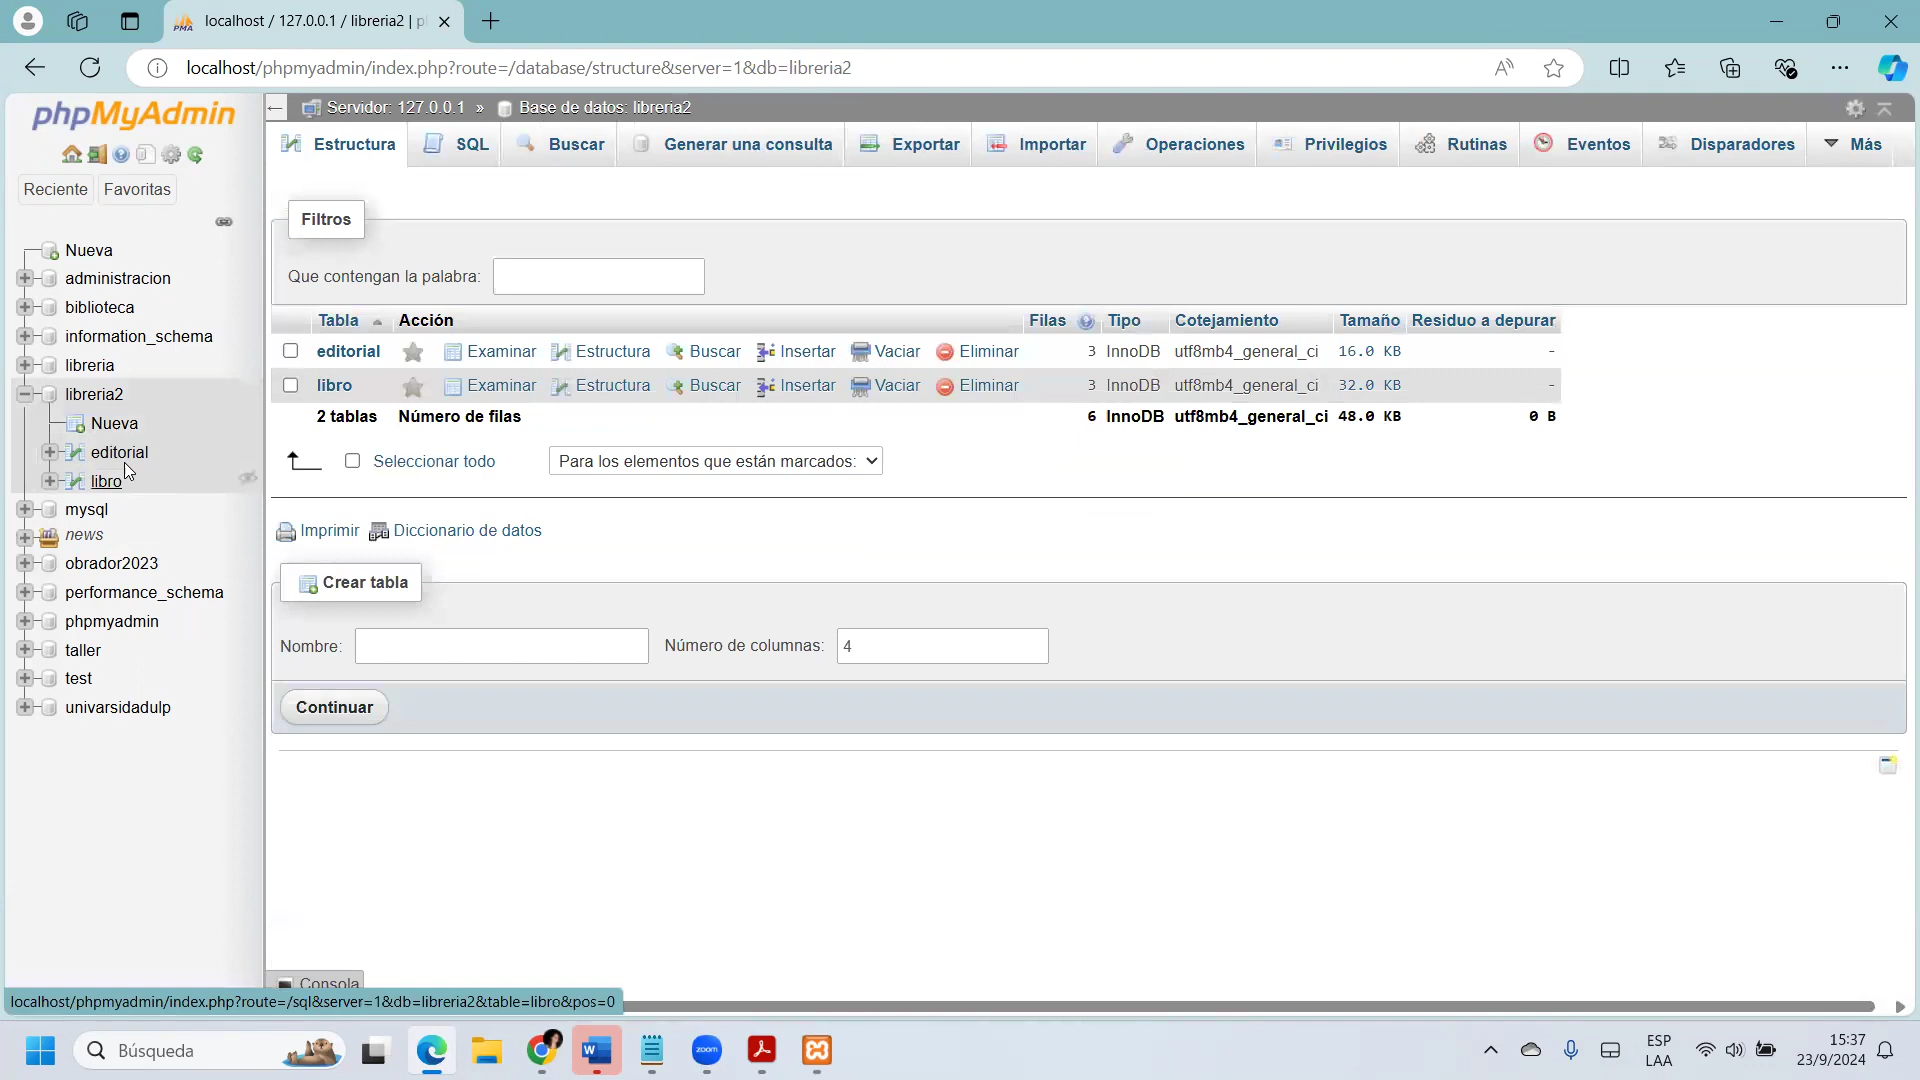 localhost / 127.0.0.1 / libreria2 | p
localhost/phpmyadmin/index.php?route=/database/structure&server=1&db=libreria2
phpMyAdmin
Reciente
Favoritas
Nueva
administracion
biblioteca
information_schema
libreria
libreria2
Nueva
editorial
libro
mysql
news
obrador2023
performance_schema
phpmyadmin
taller
test
univarsidadulp
Servidor: 127.0.0.1 » Base de datos: libreria2
Estructura SQL Buscar Generar una consulta Exportar Importar Operaciones Privilegios Rutinas Eventos Disparadores Más
Filtros
Que contengan la palabra:
Tabla Acción Filas Tipo Cotejamiento Tamaño Residuo a depurar
editorial Examinar Estructura Buscar Insertar Vaciar Eliminar 3 InnoDB utf8mb4_general_ci 16.0 KB -
libro Examinar Estructura Buscar Insertar Vaciar Eliminar 3 InnoDB utf8mb4_general_ci 32.0 KB -
2 tablas Número de filas 6 InnoDB utf8mb4_general_ci 48.0 KB 0 B
Seleccionar todo Para los elementos que están marcados:
Imprimir Diccionario de datos
Crear tabla
Nombre: Número de columnas: 4
Continuar
Consola
localhost/phpmyadmin/index.php?route=/sql&server=1&db=libreria2&table=libro&pos=0
Búsqueda
zoom
ESP
LAA
15:37
23/9/2024